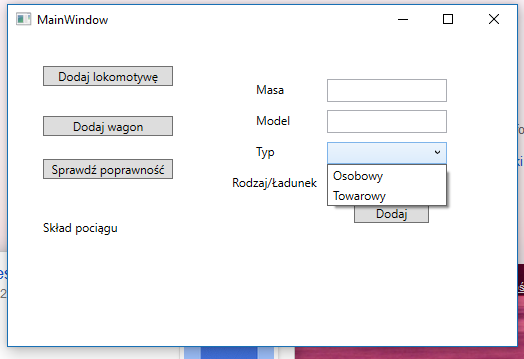 MainWindow
Dodaj lokomotywę
Dodaj wagon
Sprawdź poprawność
Skład pociągu
Masa
Model
Typ
Osobowy
Towarowy
Rodzaj/Ładunek
Dodaj